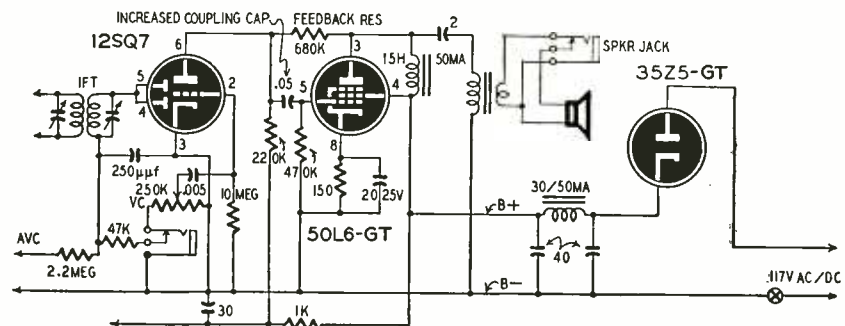 INCREASED COUPLING CAP
FEEDBACK RES
12SQ7
6
680K
3
2
15H
50MA
SPKR JACK
35Z5-GT
IFT
5
4
2
.05
5
4
3
8
250μμf
220K
470K
150
20
25V
250K
.005
VC
10MEG
50L6-GT
30/50MA
B+
47K
AVC
2.2MEG
40
117V AC/DC
B-
30
1K